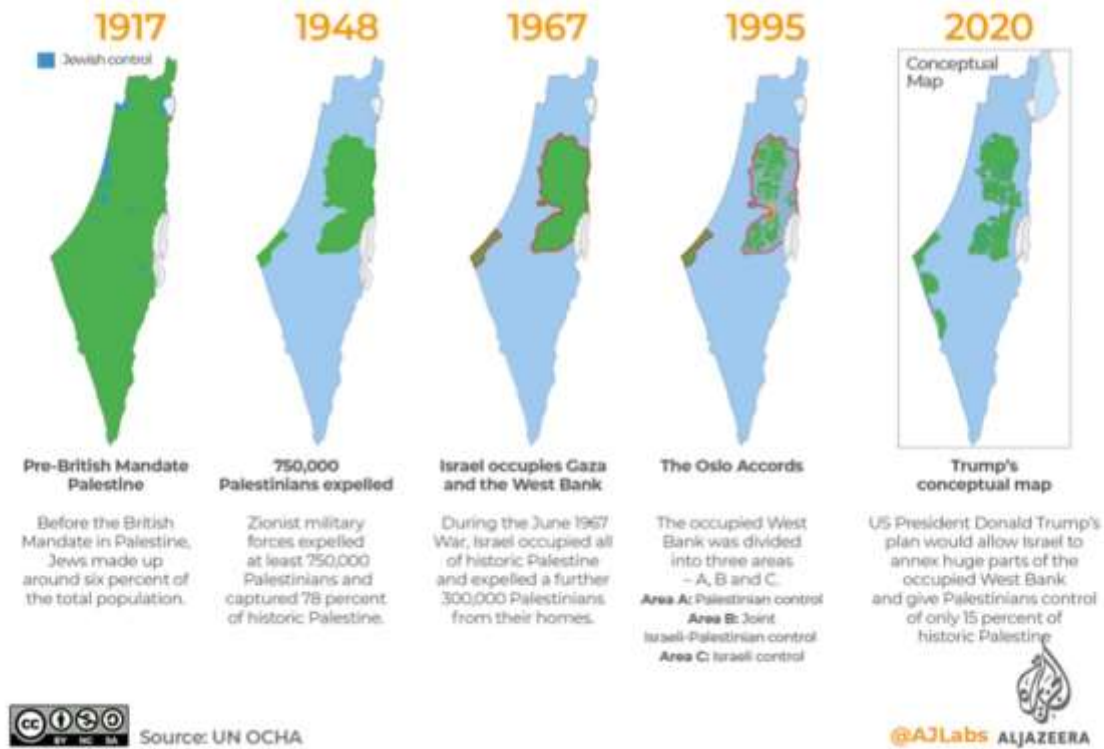 1917
1948
1967
1995
2020
Jewish control
Conceptual
Map
Pre-British Mandate
Palestine
Before the British
Mandate in Palestine,
Jews made up
around six percent of
the total population.
750,000
Palestinians expelled
Zionist military
forces expelled
at least 750,000
Palestinians and
captured 78 percent
of historic Palestine.
Israel occupies Gaza
and the West Bank
During the June 1967
War, Israel occupied all
of historic Palestine
and expelled a further
300,000 Palestinians
from their homes.
The Oslo Accords
The occupied West
Bank was divided
into three areas
– A, B and C.
Area A: Palestinian control
Area B: Joint
Israeli-Palestinian control
Area C: Israeli control
Trump's
conceptual map
US President Donald Trump's
plan would allow Israel to
annex huge parts of the
occupied West Bank
and give Palestinians control
of only 15 percent of
historic Palestine
cc
BY NC SA
Source: UN OCHA
@AJLabs
ALJAZEERA